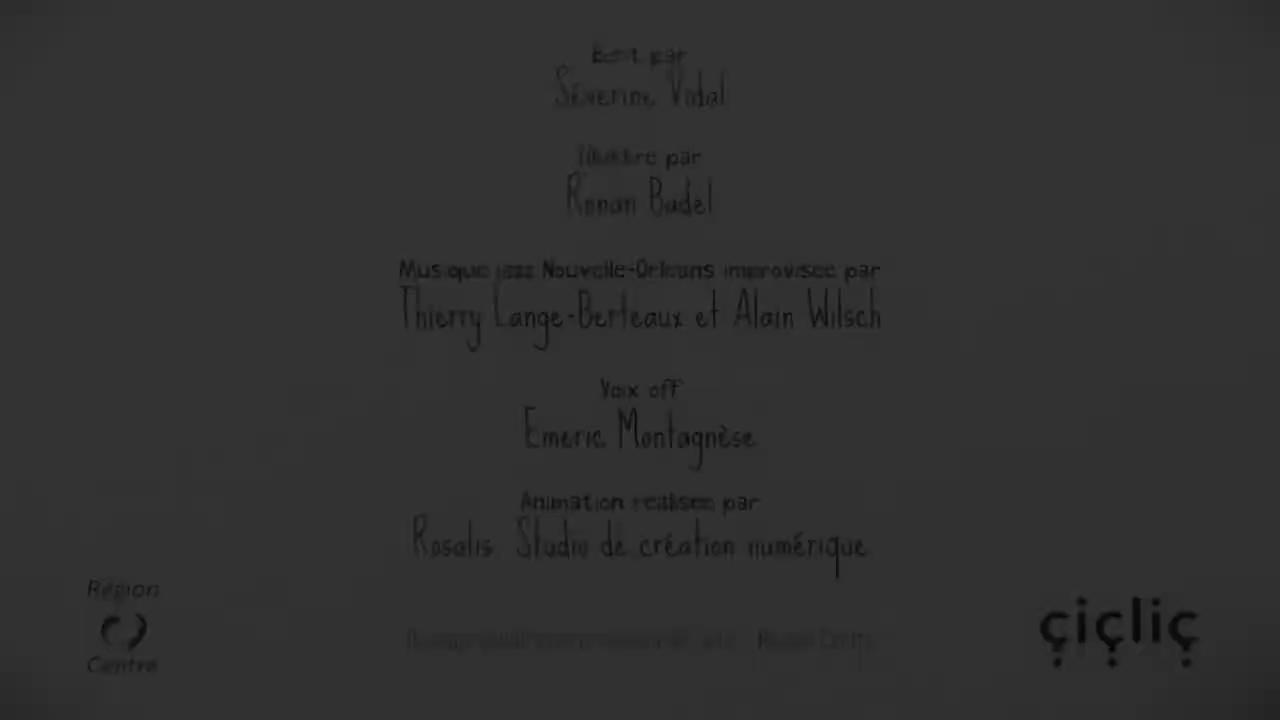 Écrit par
Séverine Vidal
Illustré par
Ronan Badel
Musique jazz Nouvelle-Orléans improvisée par
Thierry Lange-Berteaux et Alain Wilsch
Voix off
Emeric Montagnèse
Animation réalisée par
Rosalis Studio de création numérique
Région
Centre
çiçliç